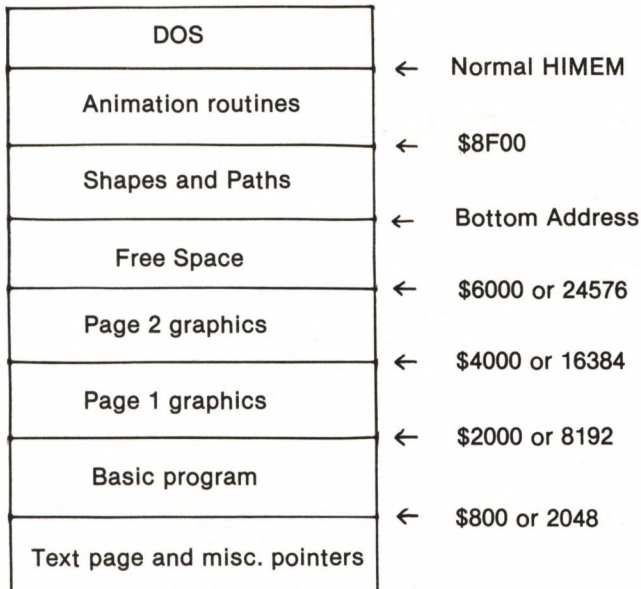 DOS
← Normal HIMEM
Animation routines
← $8F00
Shapes and Paths
← Bottom Address
Free Space
← $6000 or 24576
Page 2 graphics
← $4000 or 16384
Page 1 graphics
← $2000 or 8192
Basic program
← $800 or 2048
Text page and misc. pointers